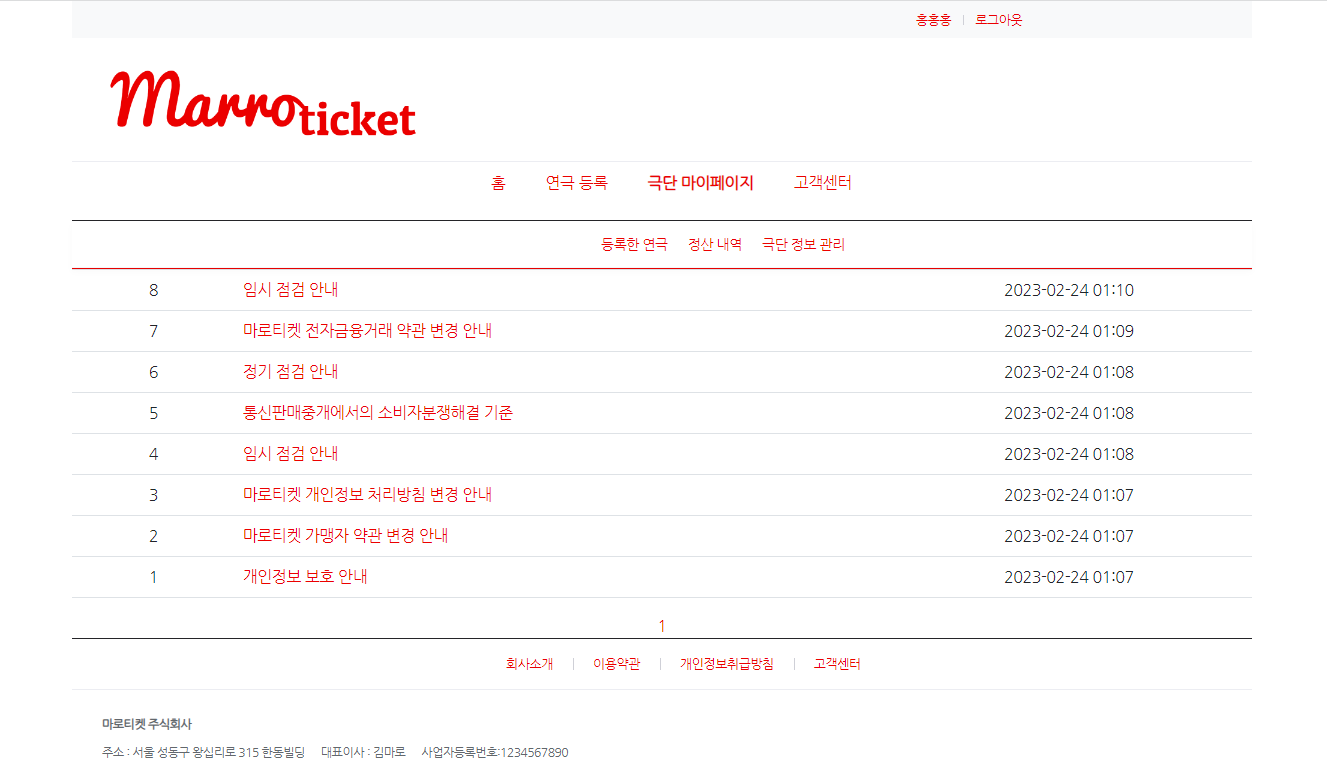 홍홍홍 | 로그아웃
Marroticket
홈 연극 등록 극단 마이페이지 고객센터
등록한 연극 정산 내역 극단 정보 관리
8 임시 점검 안내 2023-02-24 01:10
7 마로티켓 전자금융거래 약관 변경 안내 2023-02-24 01:09
6 정기 점검 안내 2023-02-24 01:08
5 통신판매중개에서의 소비자분쟁해결 기준 2023-02-24 01:08
4 임시 점검 안내 2023-02-24 01:08
3 마로티켓 개인정보 처리방침 변경 안내 2023-02-24 01:07
2 마로티켓 가맹자 약관 변경 안내 2023-02-24 01:07
1 개인정보 보호 안내 2023-02-24 01:07
1
회사소개 | 이용약관 | 개인정보취급방침 | 고객센터
마로티켓 주식회사
주소 : 서울 성동구 왕십리로 315 한동빌딩 대표이사 : 김마로 사업자등록번호:1234567890